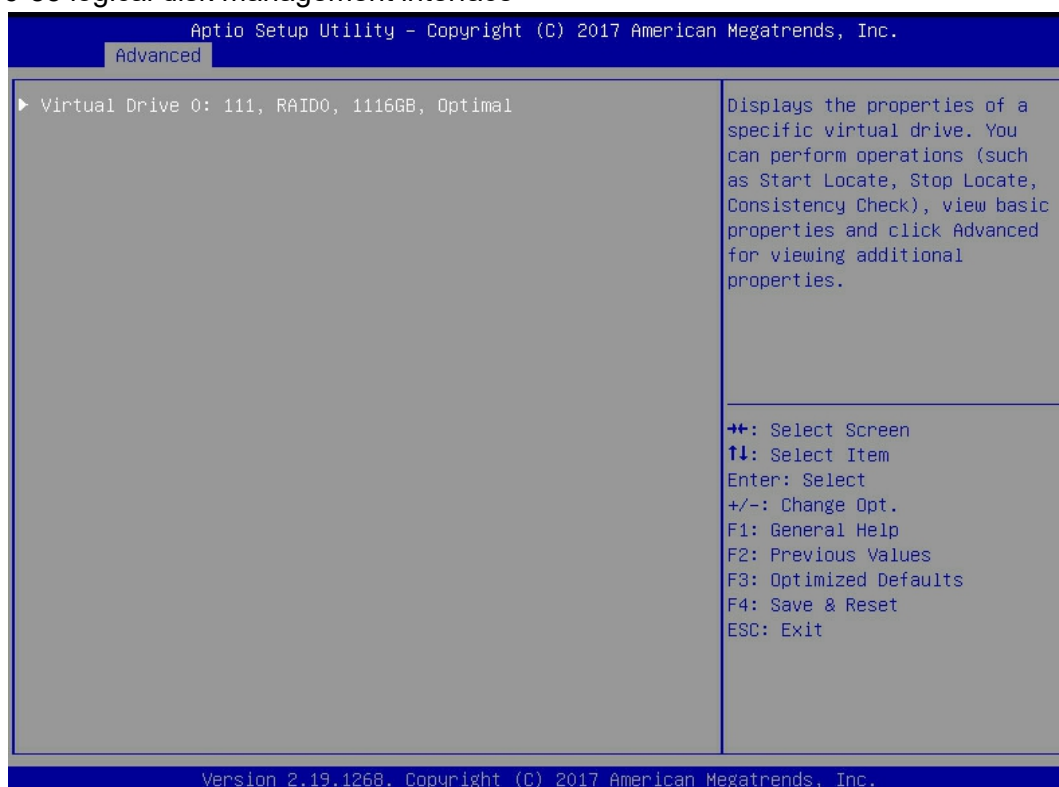 logical disk management interface
Aptio Setup Utility – Copyright (C) 2017 American Megatrends, Inc.
Advanced
▶ Virtual Drive 0: 111, RAID0, 1116GB, Optimal
Displays the properties of a
specific virtual drive. You
can perform operations (such
as Start Locate, Stop Locate,
Consistency Check), view basic
properties and click Advanced
for viewing additional
properties.
→←: Select Screen
↑↓: Select Item
Enter: Select
+/-: Change Opt.
F1: General Help
F2: Previous Values
F3: Optimized Defaults
F4: Save & Reset
ESC: Exit
Version 2.19.1268. Copyright (C) 2017 American Megatrends, Inc.